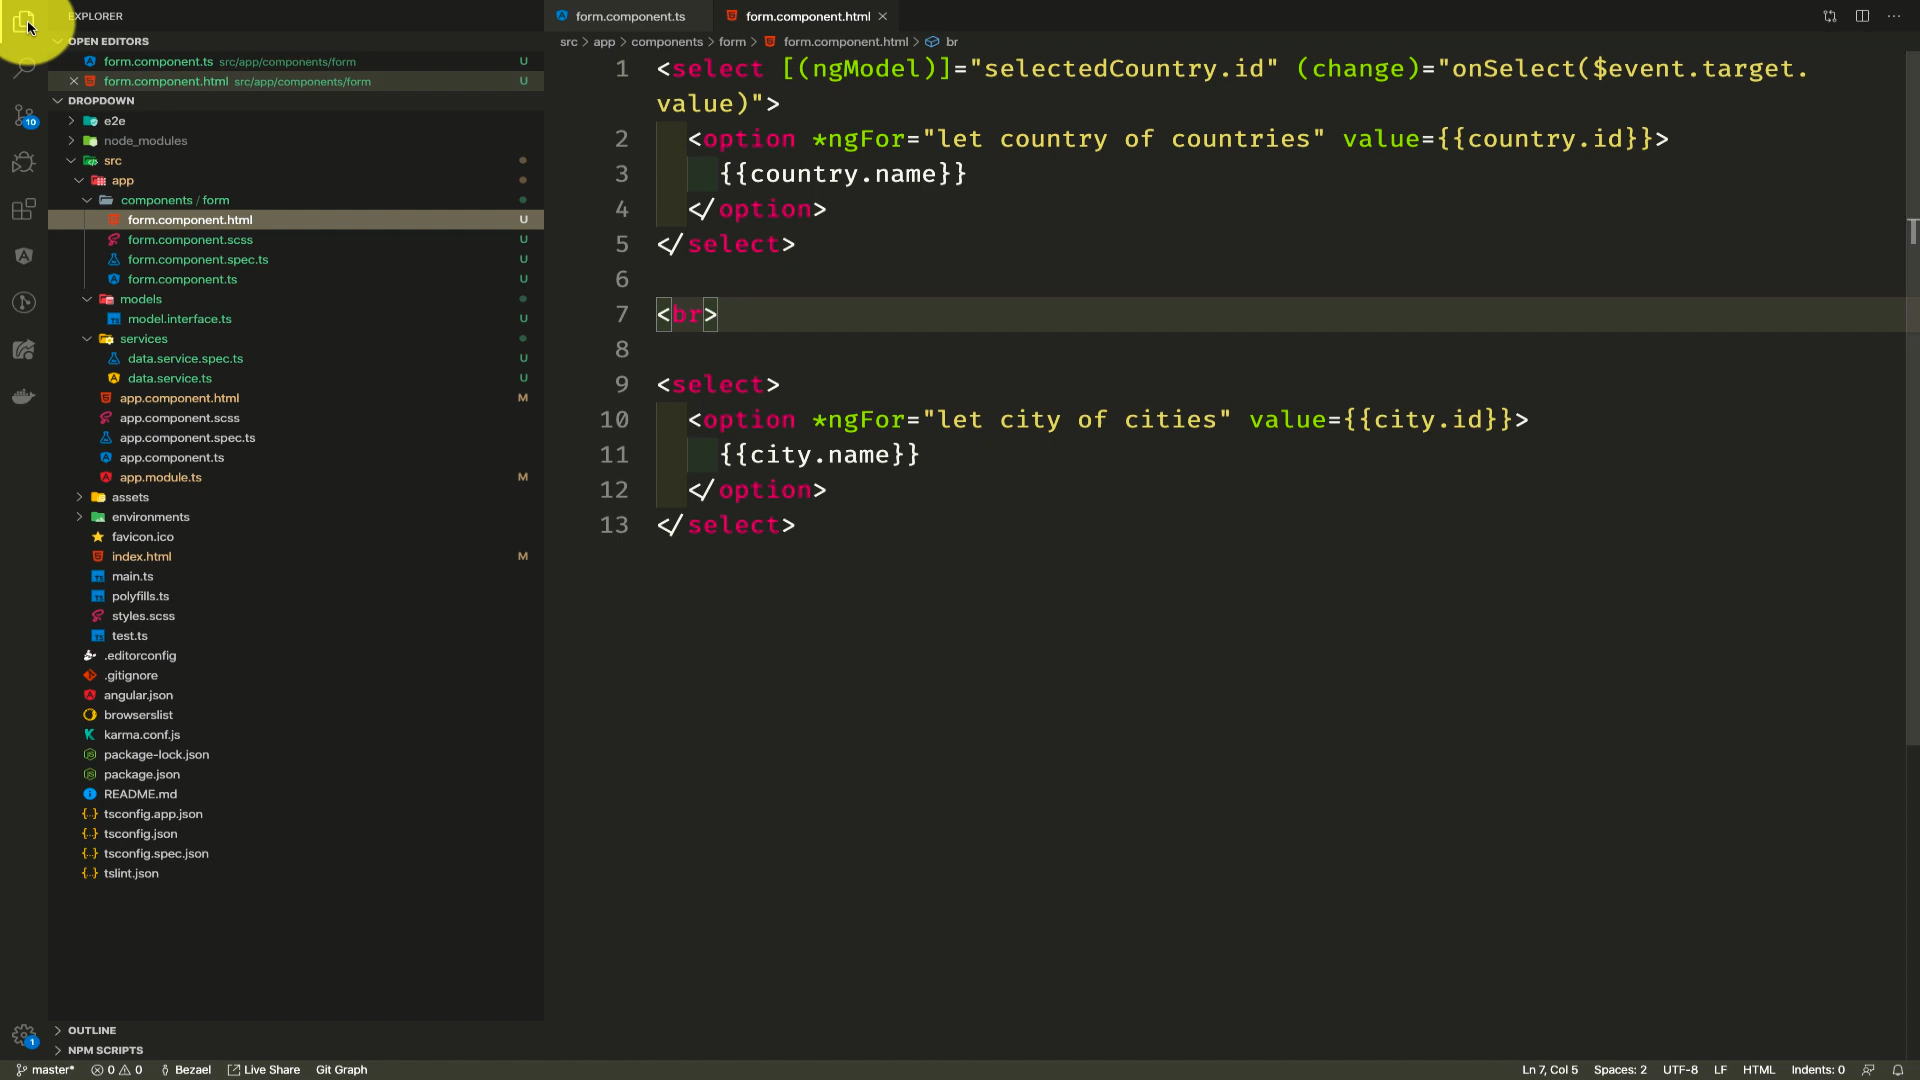 EXPLORER
OPEN EDITORS
form.component.ts src/app/components/form U
form.component.html src/app/components/form U
DROPDOWN
e2e
node_modules
src
app
components / form
form.component.html U
form.component.scss U
form.component.spec.ts U
form.component.ts U
models
model.interface.ts U
services
data.service.spec.ts U
data.service.ts U
app.component.html M
app.component.scss
app.component.spec.ts
app.component.ts
app.module.ts M
assets
environments
favicon.ico
index.html M
main.ts
polyfills.ts
styles.scss
test.ts
.editorconfig
.gitignore
angular.json
browserslist
karma.conf.js
package-lock.json
package.json
README.md
tsconfig.app.json
tsconfig.json
tsconfig.spec.json
tslint.json
OUTLINE
NPM SCRIPTS
10
1
form.component.ts
form.component.html
src > app > components > form > form.component.html > br
1 <select [(ngModel)]="selectedCountry.id" (change)="onSelect($event.target.
value)">
2 <option *ngFor="let country of countries" value={{country.id}}>
3 {{country.name}}
4 </option>
5 </select>
6
7 <br>
8
9 <select>
10 <option *ngFor="let city of cities" value={{city.id}}>
11 {{city.name}}
12 </option>
13 </select>
master* 0 0 Bezael Live Share Git Graph
Ln 7, Col 5 Spaces: 2 UTF-8 LF HTML Indents: 0